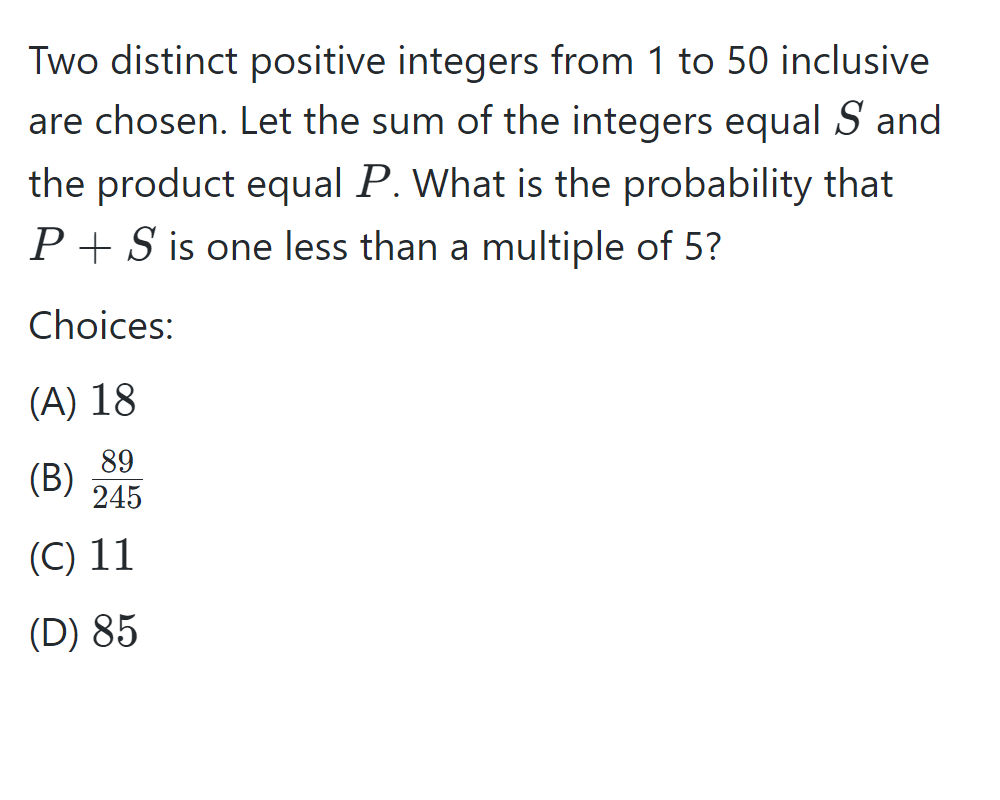 Two distinct positive integers from 1 to 50 inclusive
are chosen. Let the sum of the integers equal S and
the product equal P. What is the probability that
P + S is one less than a multiple of 5?
Choices:
(A) 18
(B) 89/245
(C) 11
(D) 85